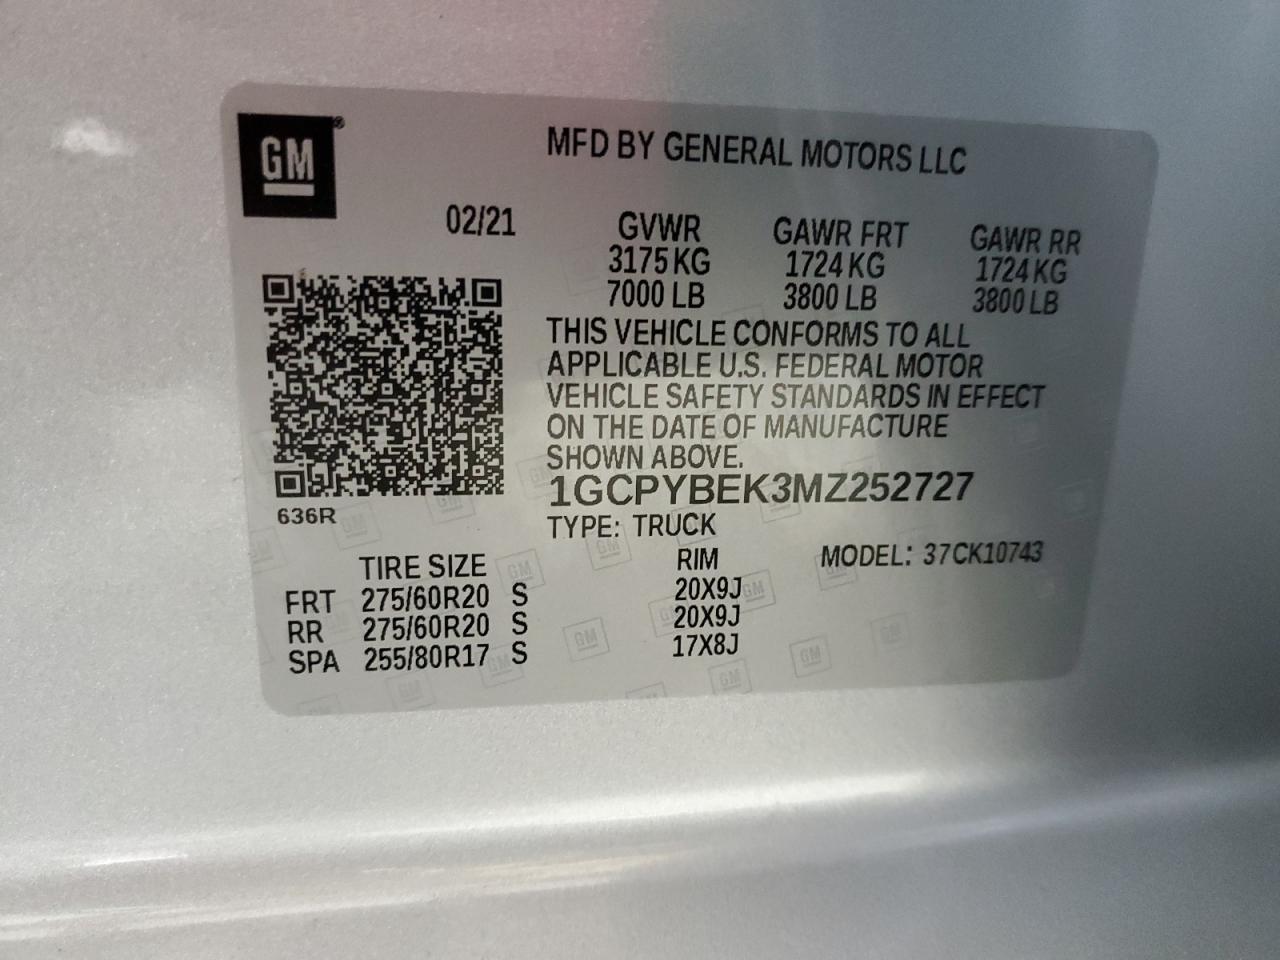 GM®
MFD BY GENERAL MOTORS LLC
02/21
GVWR GAWR FRT GAWR RR
3175 KG 1724 KG 1724 KG
7000 LB 3800 LB 3800 LB
THIS VEHICLE CONFORMS TO ALL
APPLICABLE U.S. FEDERAL MOTOR
VEHICLE SAFETY STANDARDS IN EFFECT
ON THE DATE OF MANUFACTURE
SHOWN ABOVE.
1GCPYBEK3MZ252727
636R
TYPE: TRUCK
TIRE SIZE RIM MODEL: 37CK10743
FRT 275/60R20 S 20X9J
RR 275/60R20 S 20X9J
SPA 255/80R17 S 17X8J